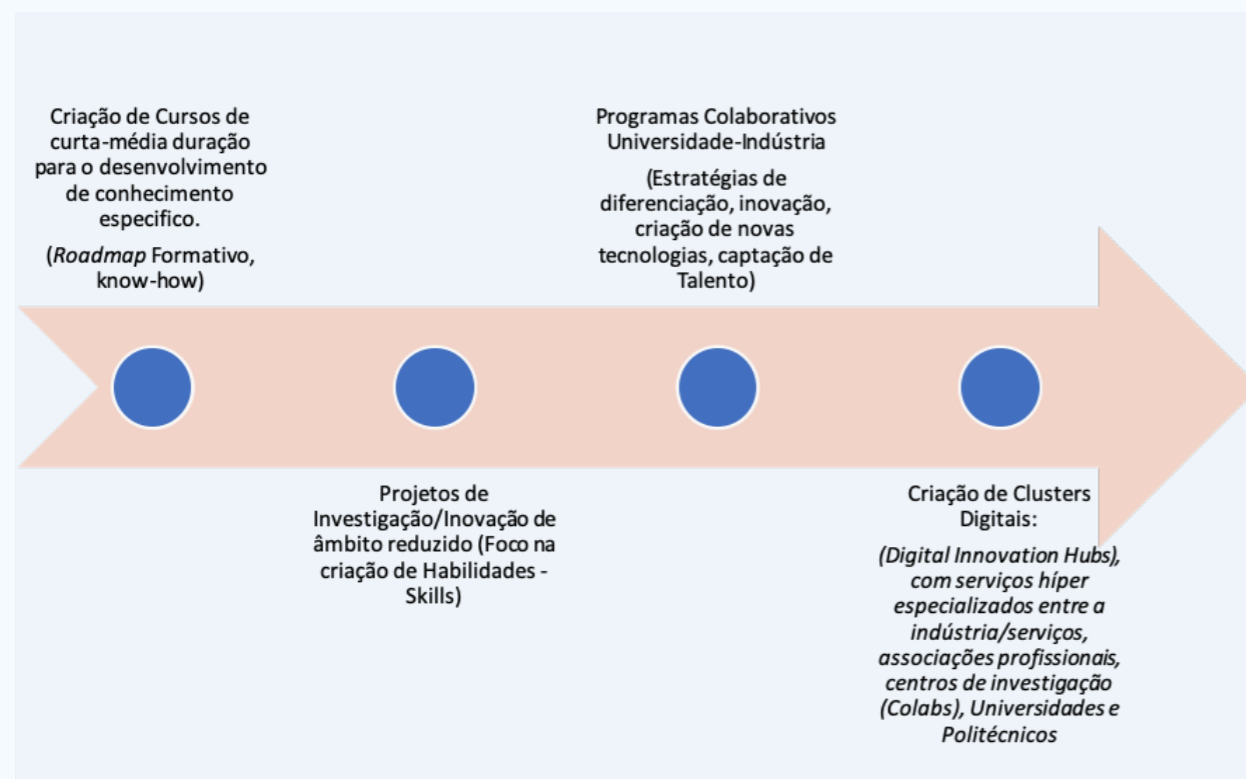 Criação de Cursos de
curta-média duração
para o desenvolvimento
de conhecimento
especifico.
(Roadmap Formativo,
know-how)
Projetos de
Investigação/Inovação de
âmbito reduzido (Foco na
criação de Habilidades -
Skills)
Programas Colaborativos
Universidade-Indústria
(Estratégias de
diferenciação, inovação,
criação de novas
tecnologias, captação de
Talento)
Criação de Clusters
Digitais:
(Digital Innovation Hubs),
com serviços híper
especializados entre a
indústria/serviços,
associações profissionais,
centros de investigação
(Colabs), Universidades e
Politécnicos